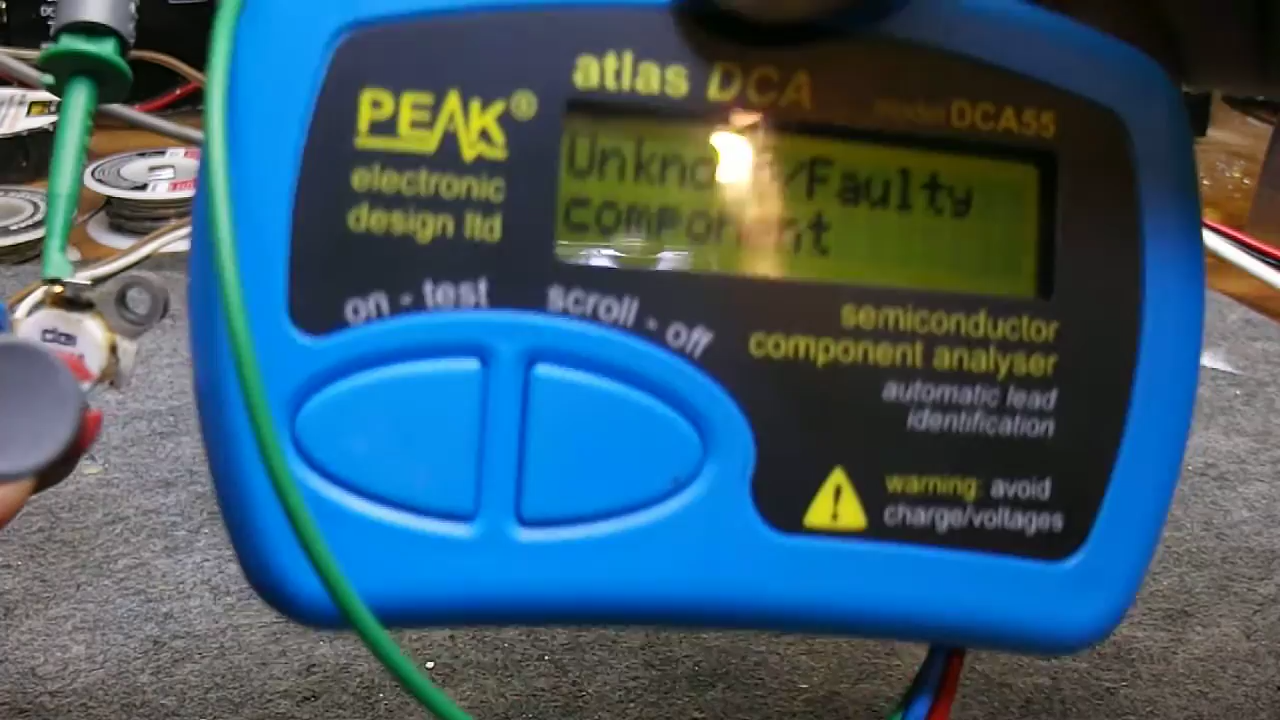 atlas DCA
model DCA55
PEAK®
electronic
design ltd
Unknown/Faulty
component
on - test
scroll - off
semiconductor
component analyser
automatic lead
identification
warning: avoid
charge/voltages